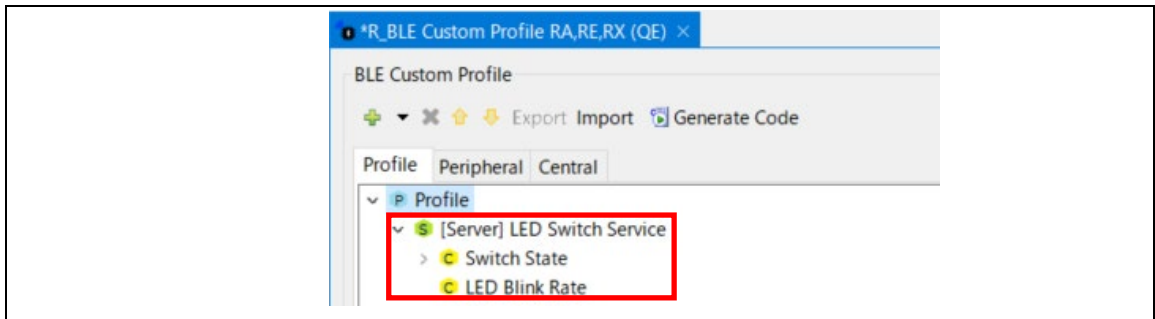 *R_BLE Custom Profile RA,RE,RX (QE)
BLE Custom Profile
Export Import Generate Code
Profile Peripheral Central
P Profile
S [Server] LED Switch Service
C Switch State
C LED Blink Rate